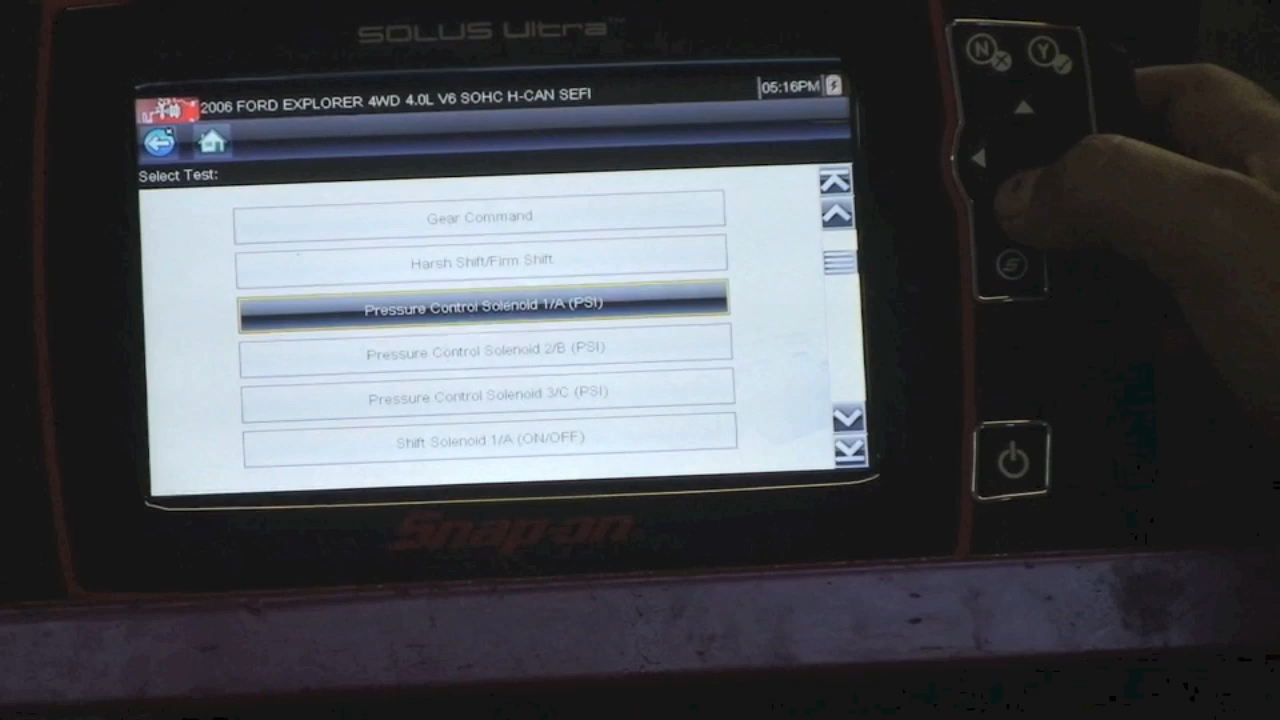 SOLUS Ultra™
2006 FORD EXPLORER 4WD 4.0L V6 SOHC H-CAN SEFI
05:16PM
Select Test:
Gear Command
Harsh Shift/Firm Shift
Pressure Control Solenoid 1/A (PSI)
Pressure Control Solenoid 2/B (PSI)
Pressure Control Solenoid 3/C (PSI)
Shift Solenoid 1/A (ON/OFF)
Snap-on
N
Y
S